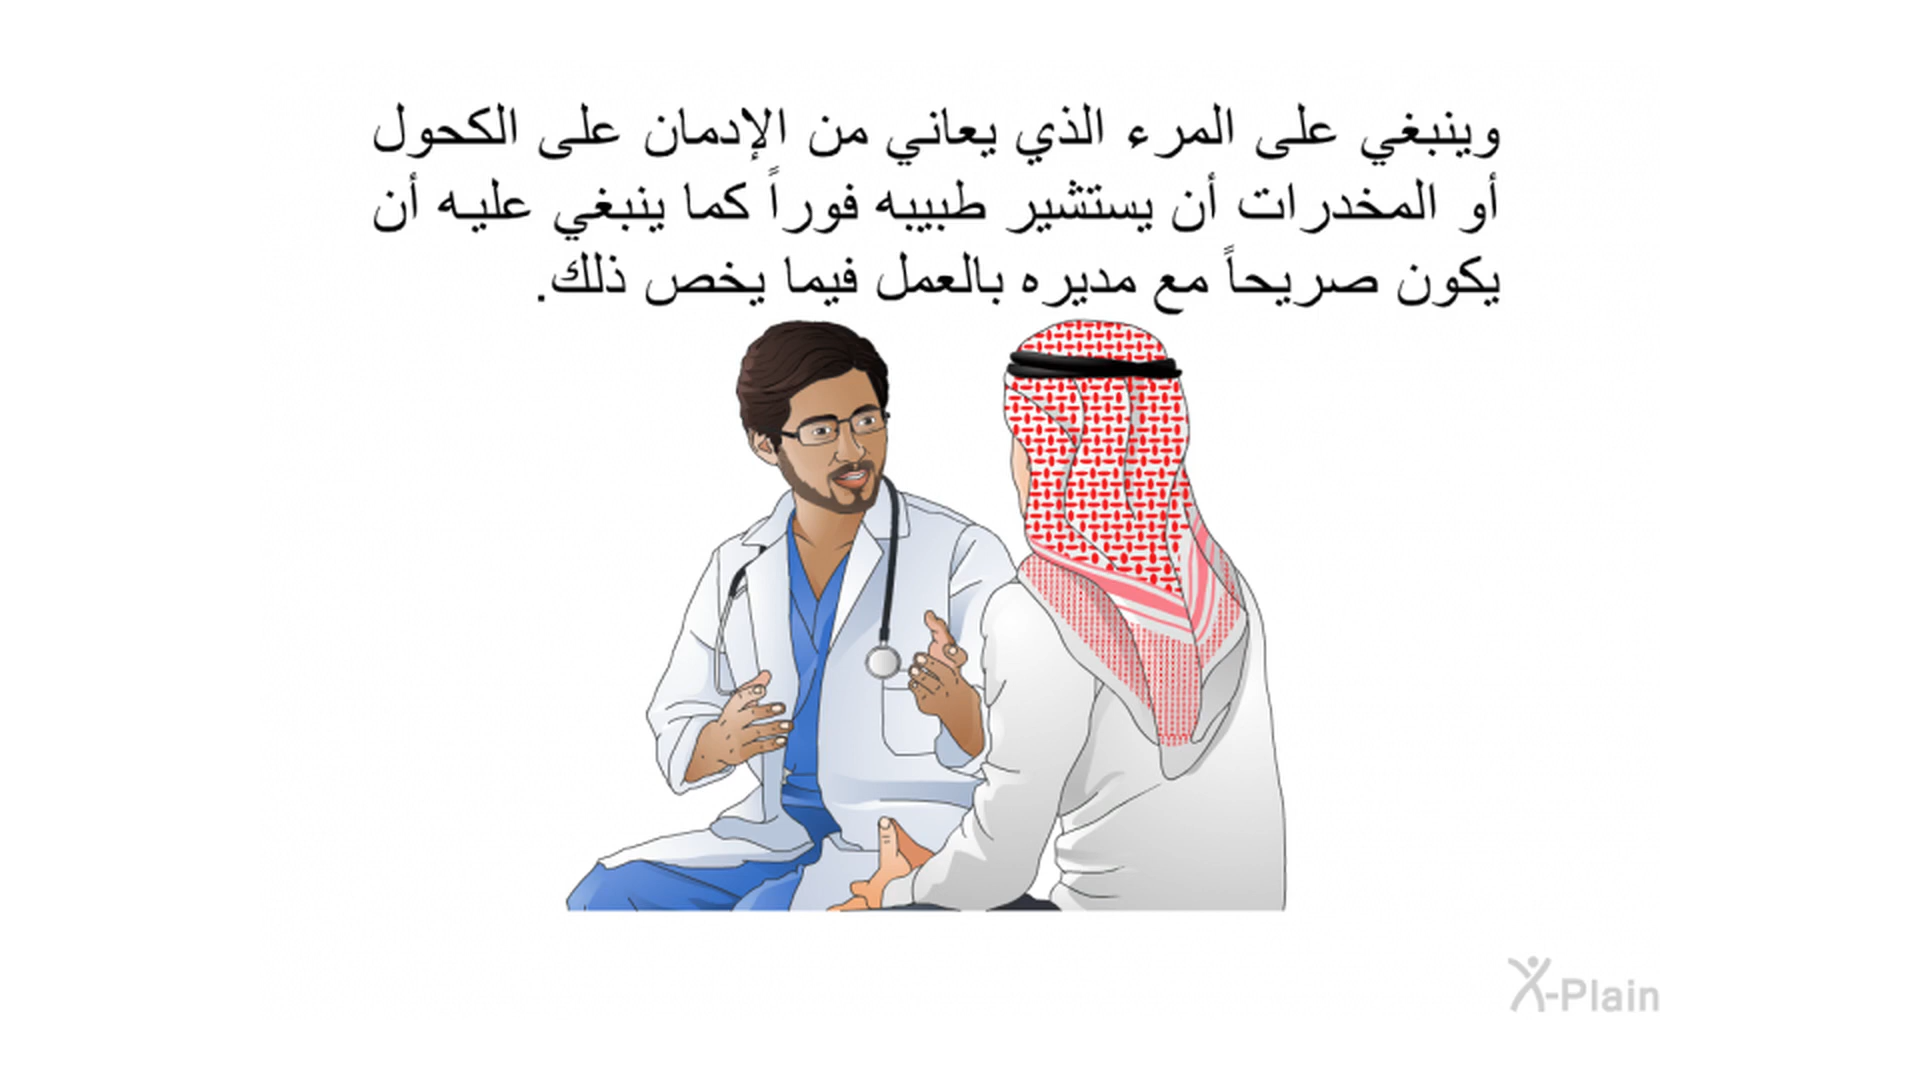 وينبغي على المرء الذي يعاني من الإدمان على الكحول
أو المخدرات أن يستشير طبيبه فوراً كما ينبغي عليه أن
يكون صريحاً مع مديره بالعمل فيما يخص ذلك.
X-Plain